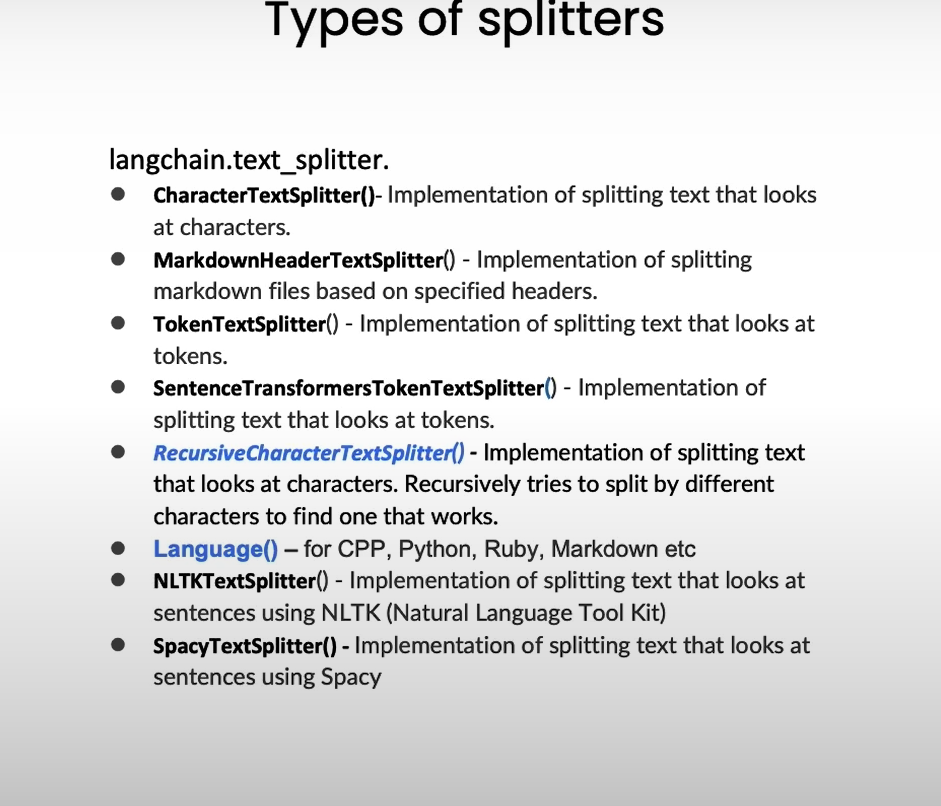 Types of splitters
langchain.text_splitter.
● CharacterTextSplitter()- Implementation of splitting text that looks
at characters.
● MarkdownHeaderTextSplitter() - Implementation of splitting
markdown files based on specified headers.
● TokenTextSplitter() - Implementation of splitting text that looks at
tokens.
● SentenceTransformersTokenTextSplitter() - Implementation of
splitting text that looks at tokens.
● RecursiveCharacterTextSplitter() - Implementation of splitting text
that looks at characters. Recursively tries to split by different
characters to find one that works.
● Language() – for CPP, Python, Ruby, Markdown etc
● NLTKTextSplitter() - Implementation of splitting text that looks at
sentences using NLTK (Natural Language Tool Kit)
● SpacyTextSplitter() - Implementation of splitting text that looks at
sentences using Spacy